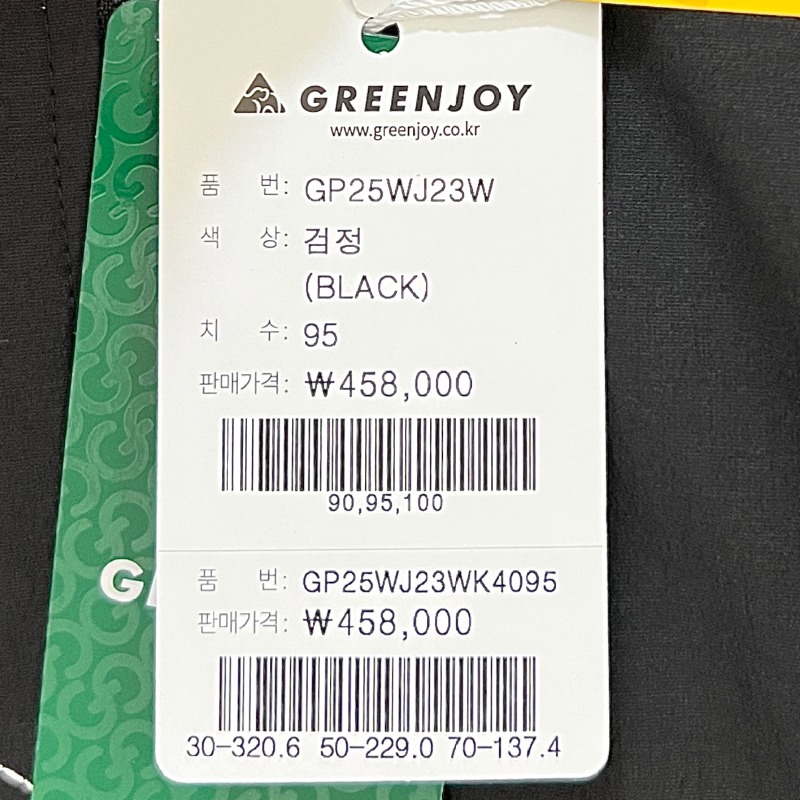 GREENJOY
www.greenjoy.co.kr
품 번: GP25WJ23W
색 상: 검정
(BLACK)
치 수: 95
판매가격: ₩458,000
90,95,100
품 번: GP25WJ23WK4095
판매가격: ₩458,000
30-320.6 50-229.0 70-137.4
G